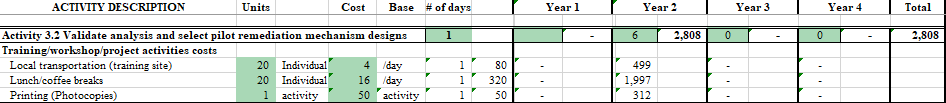 ACTIVITY DESCRIPTION Units Cost Base # of days Year 1 Year 2 Year 3 Year 4 Total
Activity 3.2 Validate analysis and select pilot remediation mechanism designs 1 - 6 2,808 0 - 0 - 2,808
Training/workshop/project activities costs
Local transportation (training site) 20 Individual 4 /day 1 80 - 499 - -
Lunch/coffee breaks 20 Individual 16 /day 1 320 - 1,997 - -
Printing (Photocopies) 1 activity 50 activity 1 50 - 312 - -